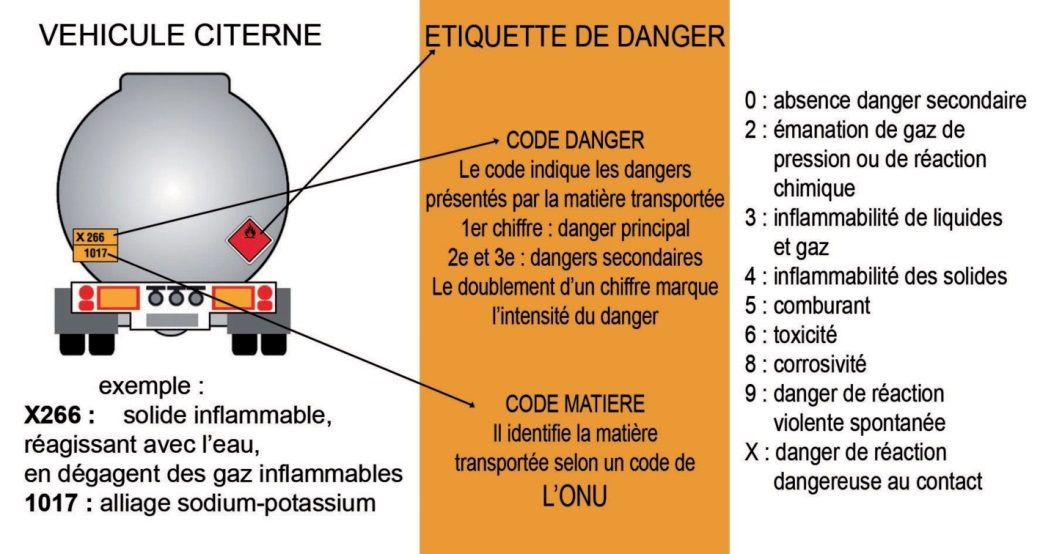 VEHICULE CITERNE
X 266
1017
exemple :
X266 : solide inflammable,
réagissant avec l'eau,
en dégagent des gaz inflammables
1017 : alliage sodium-potassium
ETIQUETTE DE DANGER
CODE DANGER
Le code indique les dangers
présentés par la matière transportée
1er chiffre : danger principal
2e et 3e : dangers secondaires
Le doublement d'un chiffre marque
l'intensité du danger
CODE MATIERE
Il identifie la matière
transportée selon un code de
L'ONU
0 : absence danger secondaire
2 : émanation de gaz de
pression ou de réaction
chimique
3 : inflammabilité de liquides
et gaz
4 : inflammabilité des solides
5 : comburant
6 : toxicité
8 : corrosivité
9 : danger de réaction
violente spontanée
X : danger de réaction
dangereuse au contact